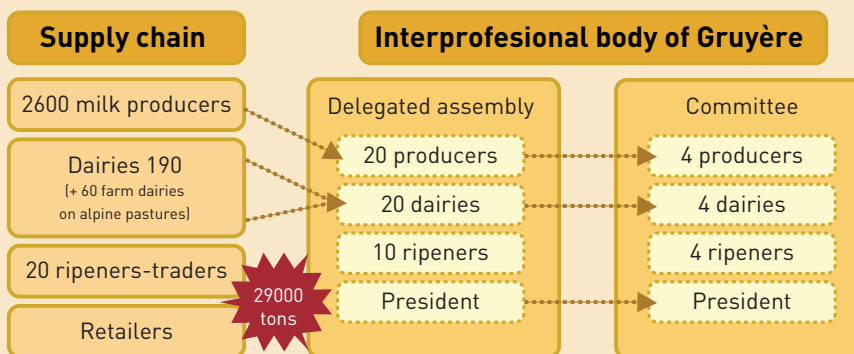 Supply chain
Interprofesional body of Gruyère
2600 milk producers
Dairies 190
(+ 60 farm dairies
on alpine pastures)
20 ripeners-traders
Retailers
29000
tons
Delegated assembly
20 producers
20 dairies
10 ripeners
President
Committee
4 producers
4 dairies
4 ripeners
President